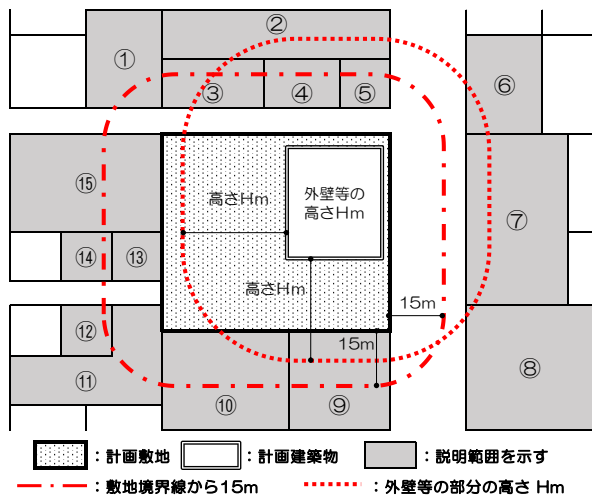 ②
①
③
④
⑤
⑥
⑮
高さHm
外壁等の
高さHm
⑦
⑭
⑬
高さHm
15m
⑫
15m
⑧
⑪
⑩
⑨
：計画敷地
：計画建築物
：説明範囲を示す
：敷地境界線から15m
：外壁等の部分の高さ Hm